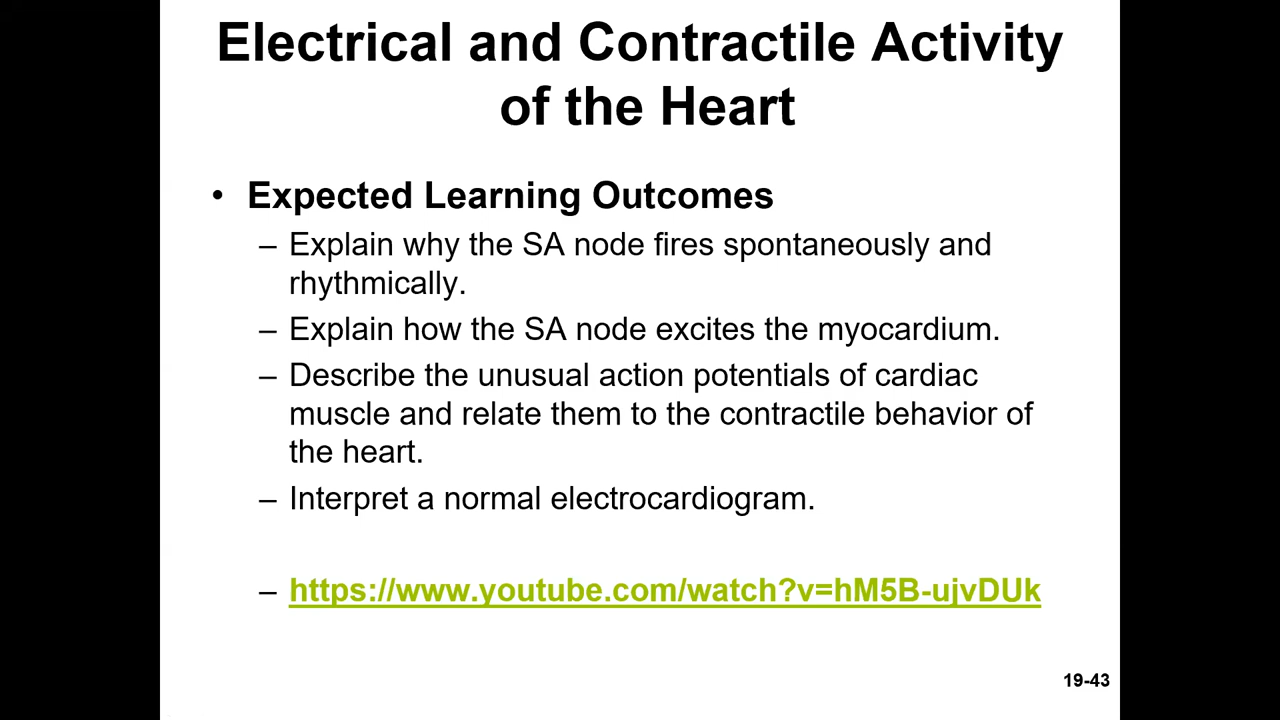 Electrical and Contractile Activity
of the Heart
• Expected Learning Outcomes
– Explain why the SA node fires spontaneously and
rhythmically.
– Explain how the SA node excites the myocardium.
– Describe the unusual action potentials of cardiac
muscle and relate them to the contractile behavior of
the heart.
– Interpret a normal electrocardiogram.
– https://www.youtube.com/watch?v=hM5B-ujvDUk
19-43